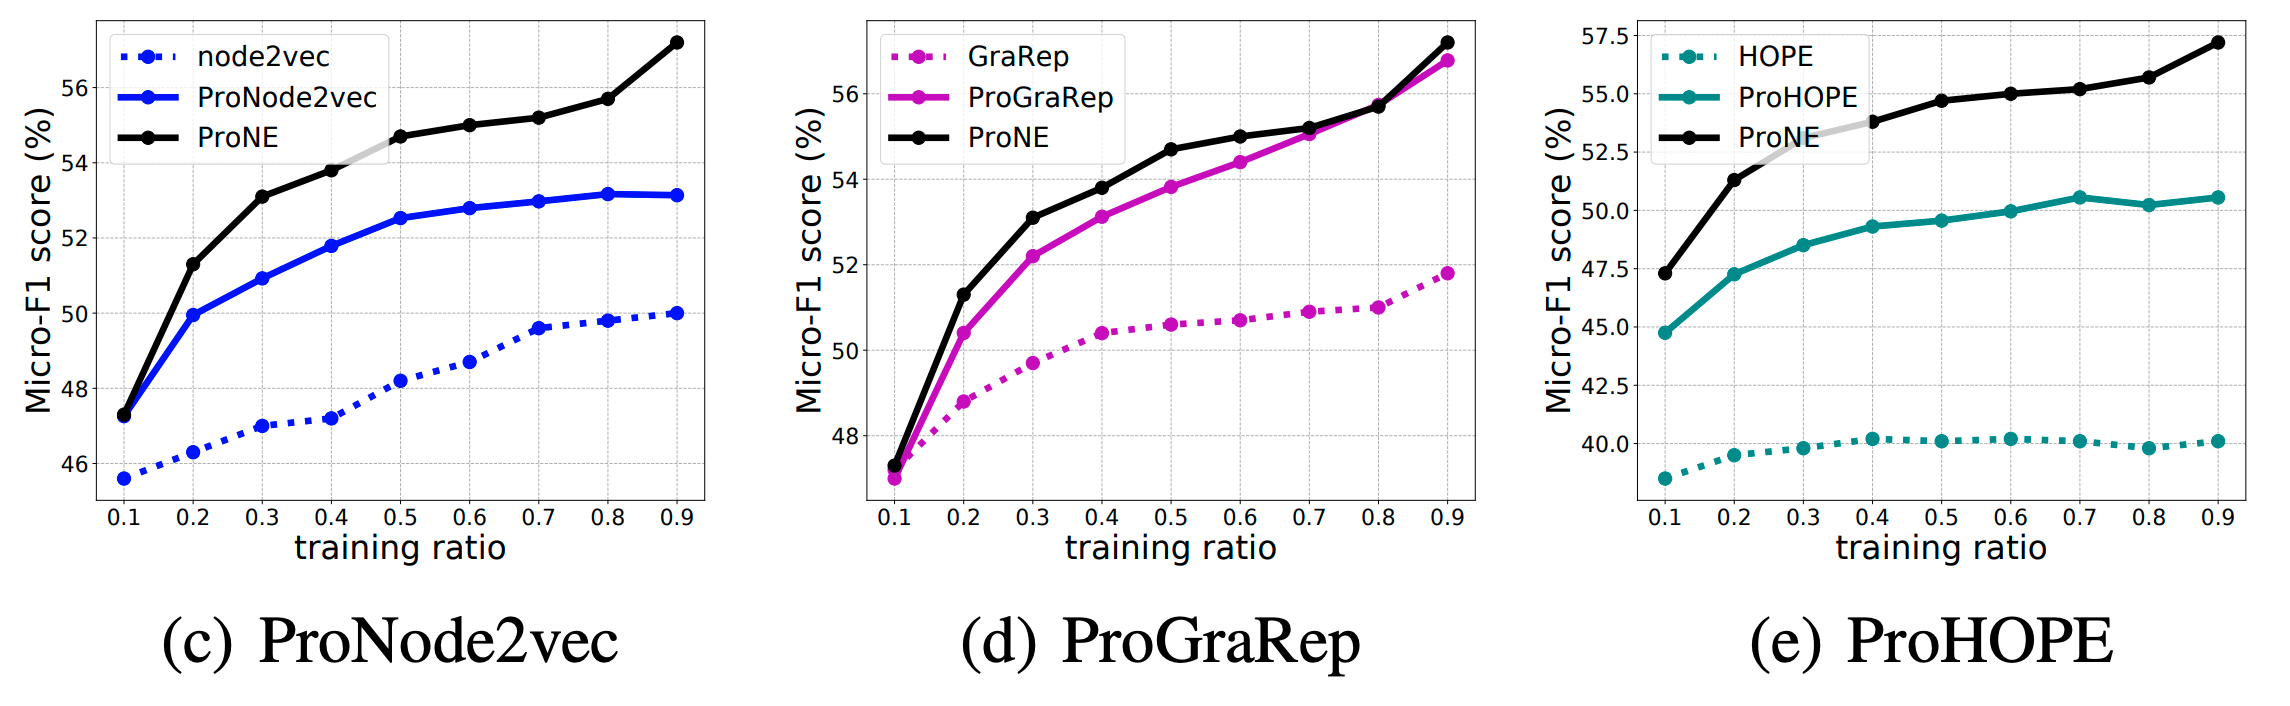 Micro-F1 score (%)
56
54
52
50
48
46
node2vec
ProNode2vec
ProNE
0.1 0.2 0.3 0.4 0.5 0.6 0.7 0.8 0.9
training ratio
(c) ProNode2vec
Micro-F1 score (%)
56
54
52
50
48
GraRep
ProGraRep
ProNE
0.1 0.2 0.3 0.4 0.5 0.6 0.7 0.8 0.9
training ratio
(d) ProGraRep
Micro-F1 score (%)
57.5
55.0
52.5
50.0
47.5
45.0
42.5
40.0
HOPE
ProHOPE
ProNE
0.1 0.2 0.3 0.4 0.5 0.6 0.7 0.8 0.9
training ratio
(e) ProHOPE